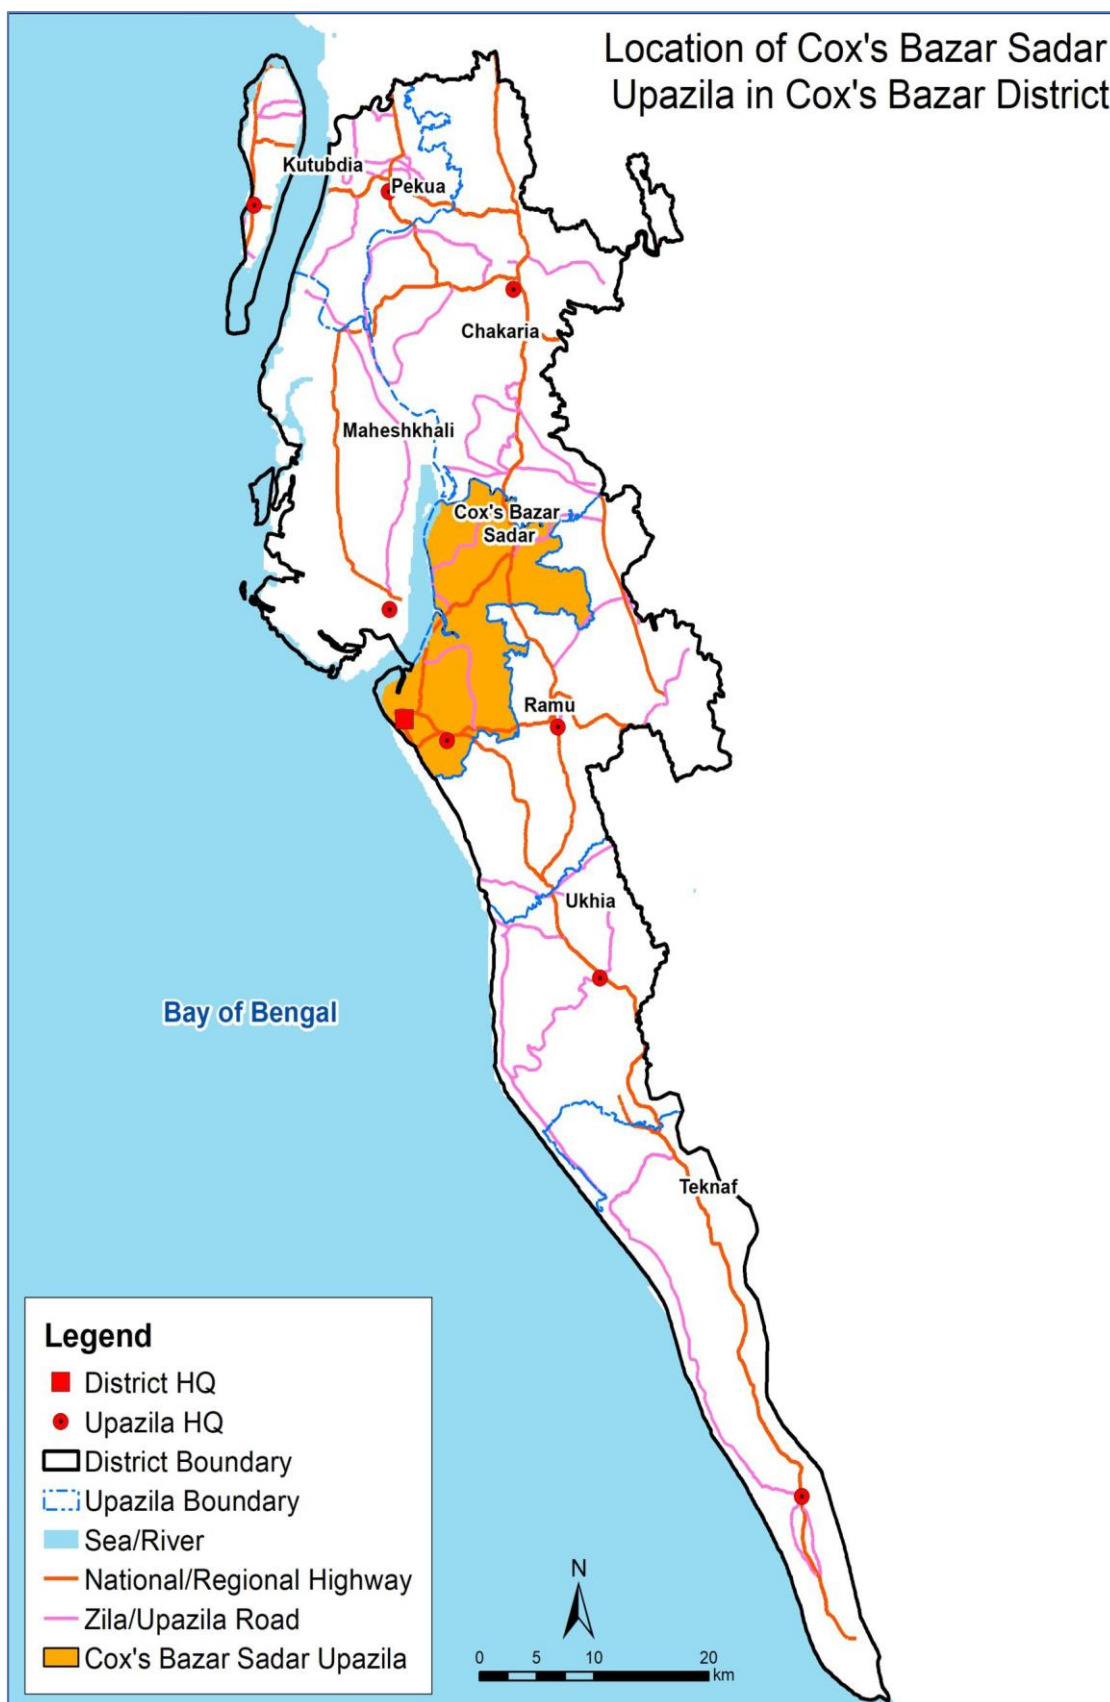 Location of Cox's Bazar Sadar
Upazila in Cox's Bazar District
Kutubdia
Pekua
Chakaria
Maheshkhali
Cox's Bazar
Sadar
Ramu
Ukhia
Bay of Bengal
Teknaf
Legend
District HQ
Upazila HQ
District Boundary
Upazila Boundary
Sea/River
National/Regional Highway
Zila/Upazila Road
Cox's Bazar Sadar Upazila
N
0 5 10 20
km